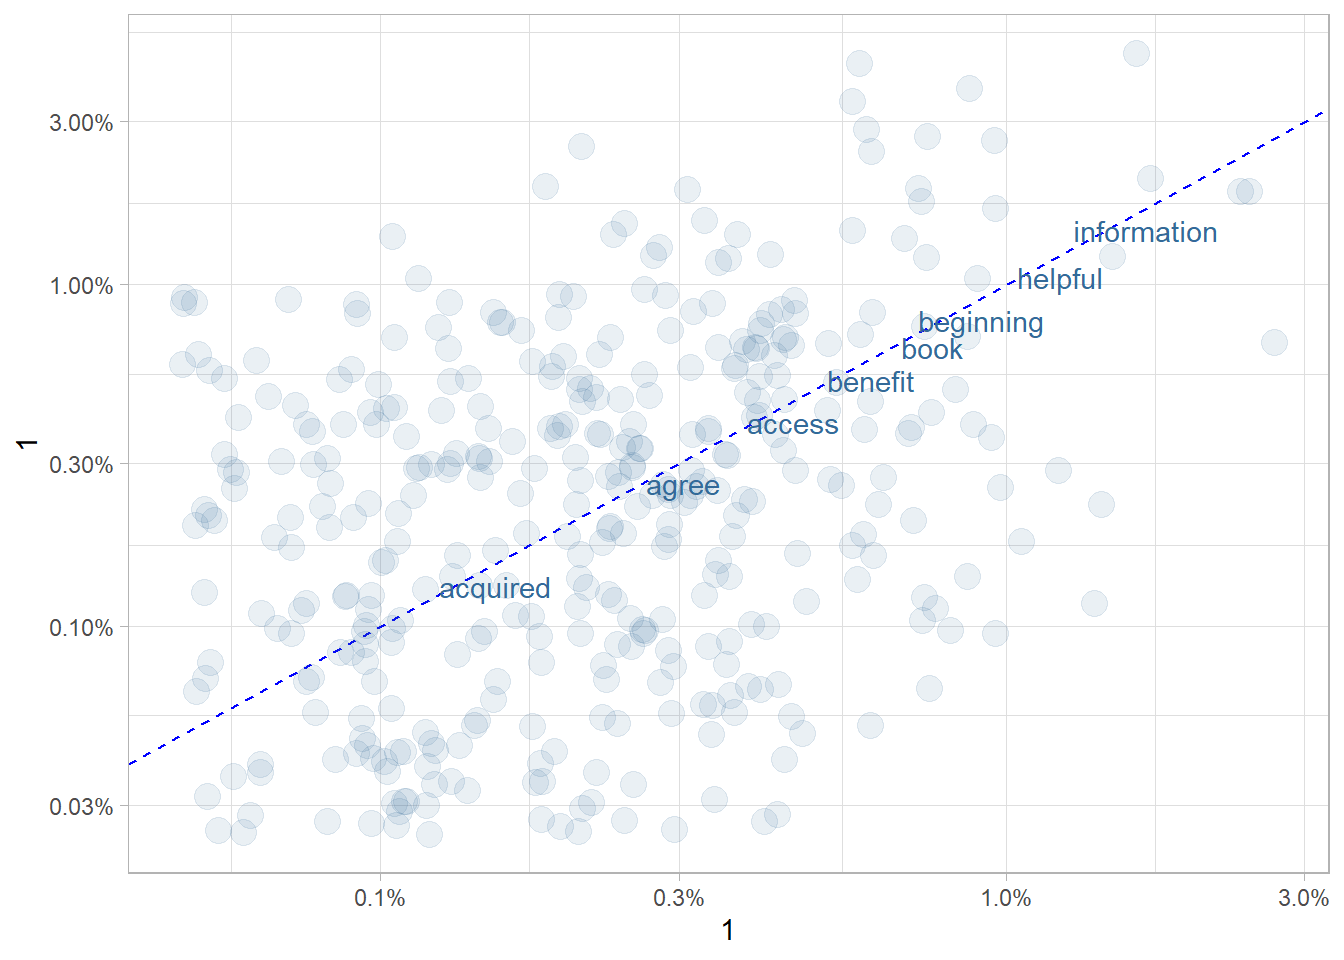 3.00%
1.00%
0.30%
0.10%
0.03%
1
information
helpful
beginning
book
benefit
access
agree
acquired
0.1%
0.3%
1.0%
3.0%
1